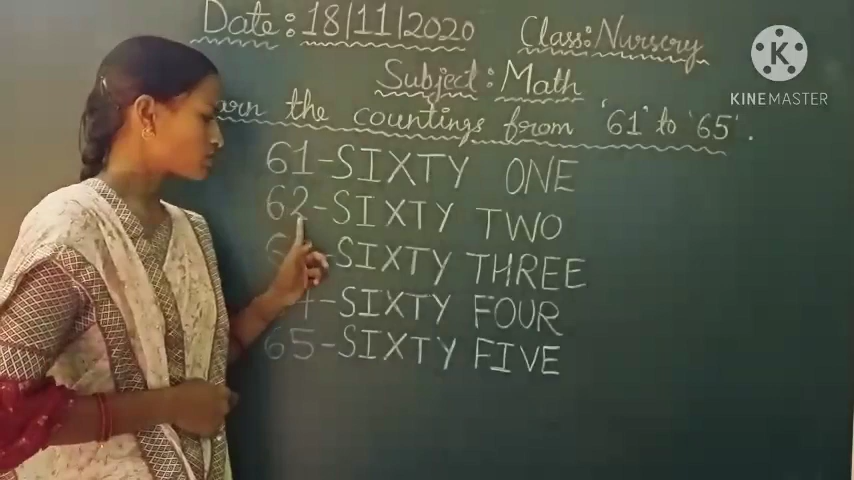 Date: 18/11/2020 Class: Nursery
Subject: Math
the countings from '61' to '65'.
61-SIXTY ONE
62-SIXTY TWO
-SIXTY THREE
-SIXTY FOUR
65-SIXTY FIVE
K
KINEMASTER